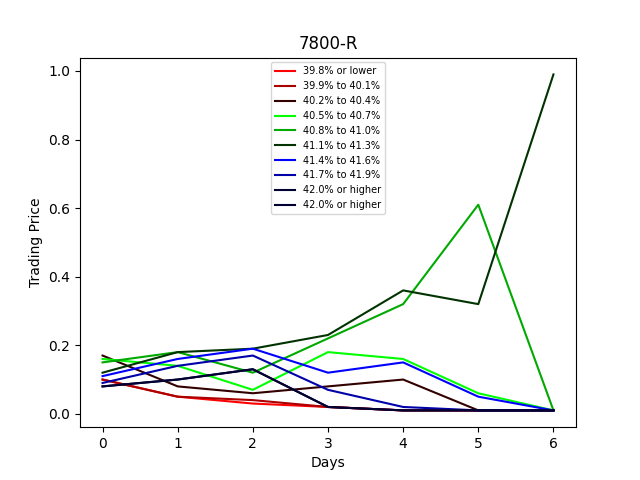 7800-R
1.0
0.8
0.6
0.4
0.2
0.0
Trading Price
39.8% or lower
39.9% to 40.1%
40.2% to 40.4%
40.5% to 40.7%
40.8% to 41.0%
41.1% to 41.3%
41.4% to 41.6%
41.7% to 41.9%
42.0% or higher
42.0% or higher
0 1 2 3 4 5 6
Days